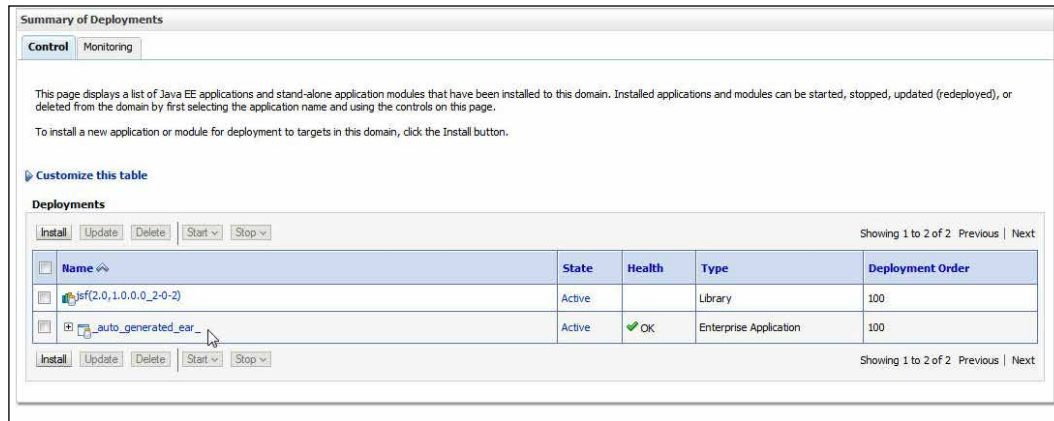 Summary of Deployments
Control Monitoring
This page displays a list of Java EE applications and stand-alone application modules that have been installed to this domain. Installed applications and modules can be started, stopped, updated (redeployed), or
deleted from the domain by first selecting the application name and using the controls on this page.
To install a new application or module for deployment to targets in this domain, click the Install button.
Customize this table
Deployments
Install Update Delete Start Stop Showing 1 to 2 of 2 Previous | Next
Name State Health Type Deployment Order
jsf(2.0,1.0.0.0_2-0-2) Active Library 100
_auto_generated_ear_ Active OK Enterprise Application 100
Install Update Delete Start Stop Showing 1 to 2 of 2 Previous | Next